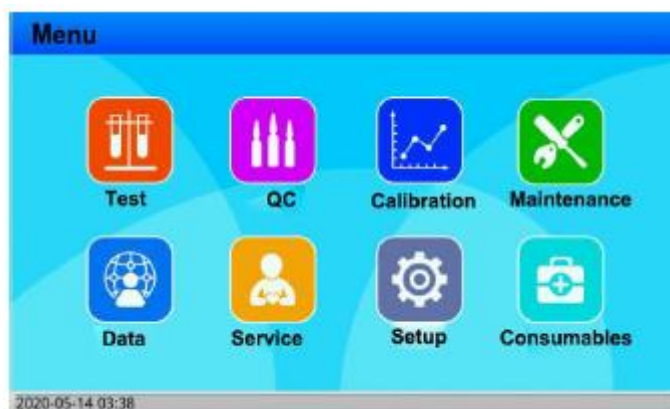 Menu
Test QC Calibration Maintenance
Data Service Setup Consumables
2020-05-14 03:38